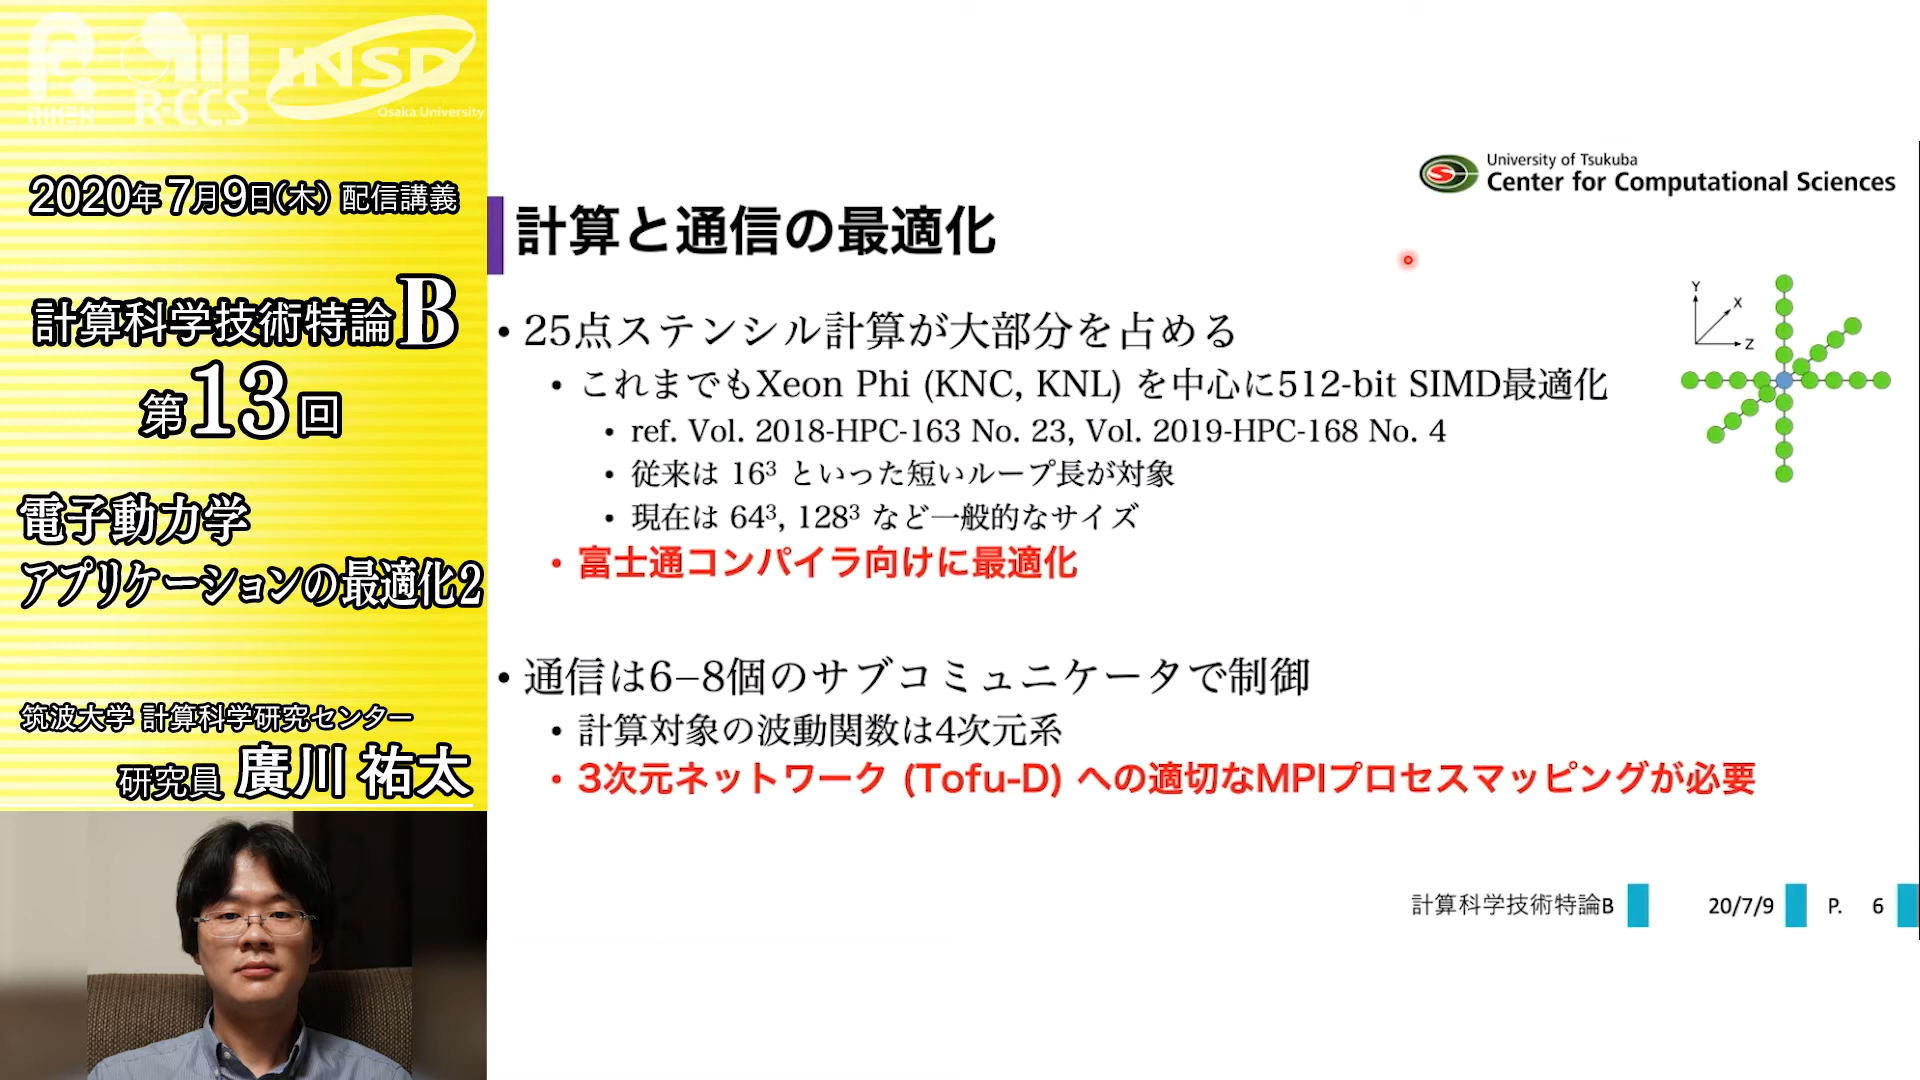 RIKEN
R-CCS
INSD
Osaka University
2020年7月9日(木) 配信講義
計算科学技術特論B
第13回
電子動力学
アプリケーションの最適化2
筑波大学 計算科学研究センター
研究員 廣川 祐太
University of Tsukuba
Center for Computational Sciences
計算と通信の最適化
• 25点ステンシル計算が大部分を占める
• これまでもXeon Phi (KNC, KNL) を中心に512-bit SIMD最適化
• ref. Vol. 2018-HPC-163 No. 23, Vol. 2019-HPC-168 No. 4
• 従来は 16³ といった短いループ長が対象
• 現在は 64³, 128³ など一般的なサイズ
• 富士通コンパイラ向けに最適化
Y
X
Z
• 通信は6–8個のサブコミュニケータで制御
• 計算対象の波動関数は4次元系
• 3次元ネットワーク (Tofu-D) への適切なMPIプロセスマッピングが必要
計算科学技術特論B 20/7/9 P. 6